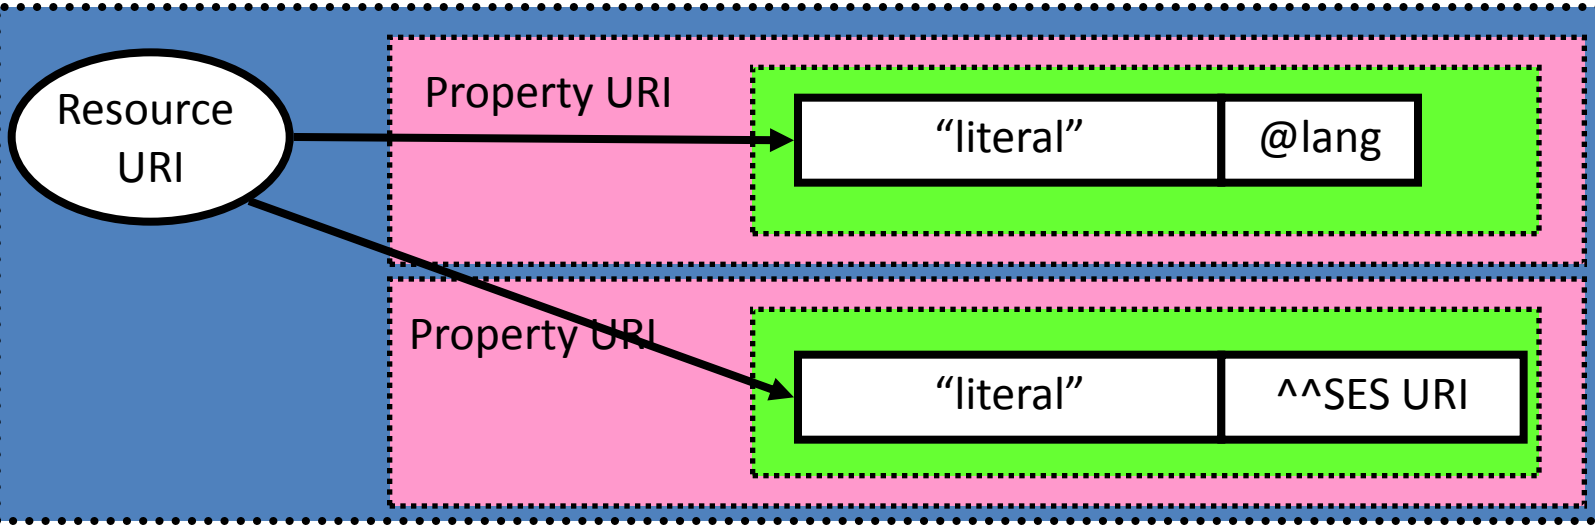 Resource
URI
Property URI
“literal”
@lang
Property URI
“literal”
^^SES URI